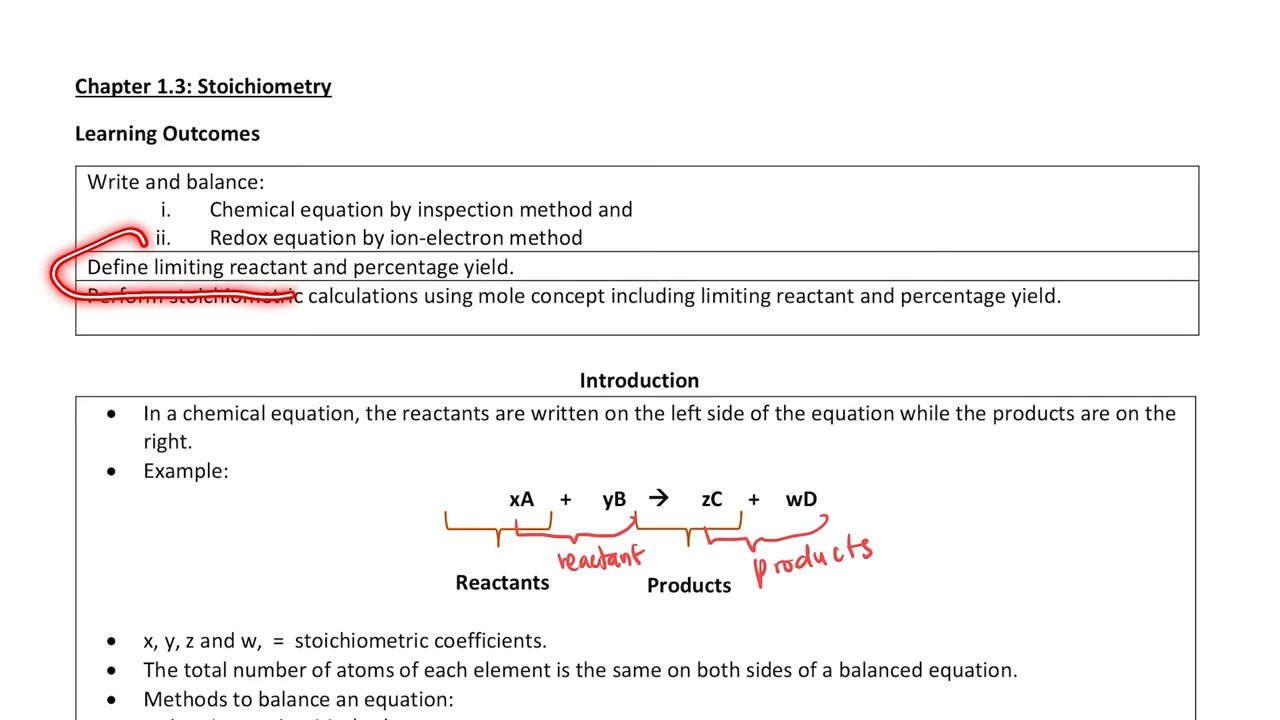 Chapter 1.3: Stoichiometry
Learning Outcomes
Write and balance:
i. Chemical equation by inspection method and
ii. Redox equation by ion-electron method
Define limiting reactant and percentage yield.
Perform stoichiometric calculations using mole concept including limiting reactant and percentage yield.
Introduction
• In a chemical equation, the reactants are written on the left side of the equation while the products are on the
right.
• Example:
xA + yB → zC + wD
reactant products
Reactants Products
• x, y, z and w, = stoichiometric coefficients.
• The total number of atoms of each element is the same on both sides of a balanced equation.
• Methods to balance an equation: